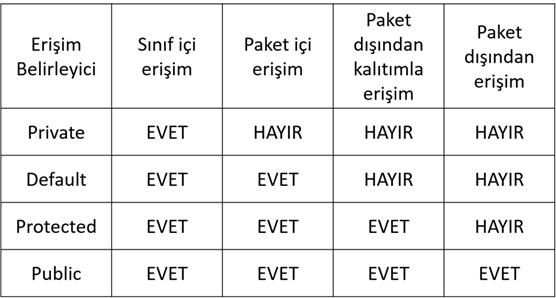 Erişim Belirleyici | Sınıf içi erişim | Paket içi erişim | Paket dışından kalıtımla erişim | Paket dışından erişim
Private | EVET | HAYIR | HAYIR | HAYIR
Default | EVET | EVET | HAYIR | HAYIR
Protected | EVET | EVET | EVET | HAYIR
Public | EVET | EVET | EVET | EVET